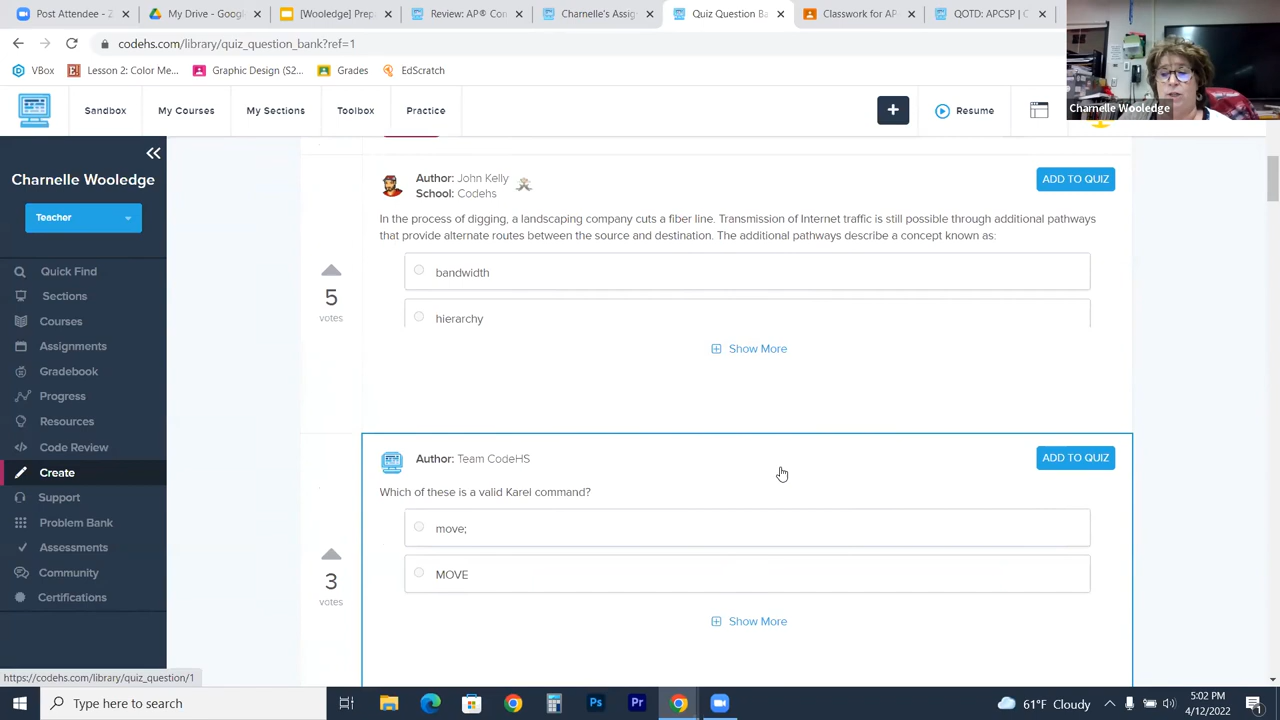 Test Attendee
My Drive - Googl
[Wooledge] Prep
Review: AP® Con
Charnelle's Assig
Quiz Question Ba
Classwork for AP
QOTD: APCSP | C
codehs.com/library/quiz_question_bank?ref=1
VBox
Lesson 2: Color Me...
Graphic Design (S2...
Grades
EdScratch
Sandbox
My Courses
My Sections
Toolbox
Practice
+
Resume
Charnelle Wooledge
Charnelle Wooledge
Teacher
Quick Find
Sections
Courses
Assignments
Gradebook
Progress
Resources
Code Review
Create
Support
Problem Bank
Assessments
Community
Certifications
Author: John Kelly
School: Codehs
ADD TO QUIZ
In the process of digging, a landscaping company cuts a fiber line. Transmission of Internet traffic is still possible through additional pathways
that provide alternate routes between the source and destination. The additional pathways describe a concept known as:
bandwidth
hierarchy
5
votes
Show More
Author: Team CodeHS
ADD TO QUIZ
Which of these is a valid Karel command?
move;
MOVE
3
votes
Show More
https://codehs.com/library/quiz_question/1
Type here to search
Ps
Pr
61°F Cloudy
5:02 PM
4/12/2022
1